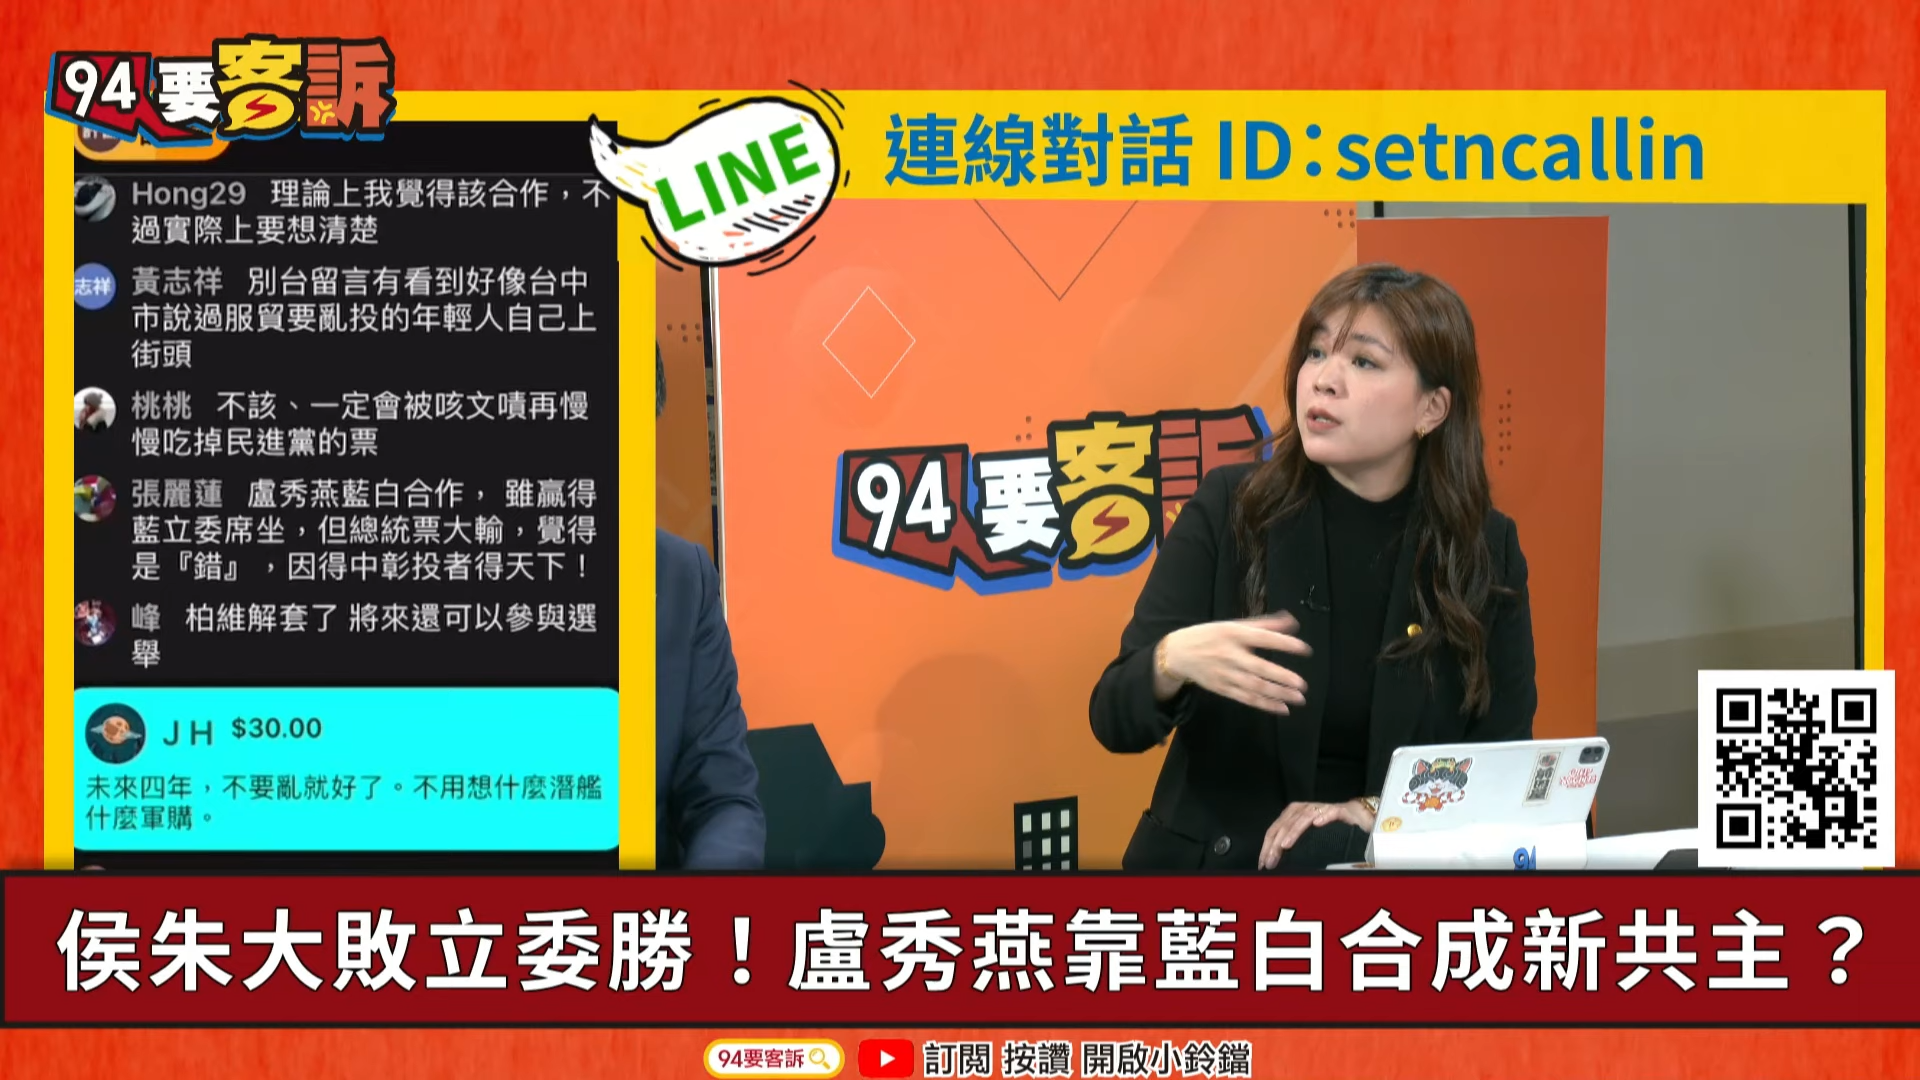 94要客訴
LINE
連線對話 ID：setncallin
Hong29 理論上我覺得該合作，不
過實際上要想清楚
志祥
黃志祥 別台留言有看到好像台中
市說過服貿要亂投的年輕人自己上
街頭
桃桃 不該、一定會被咳文嘖再慢
慢吃掉民進黨的票
張麗蓮 盧秀燕藍白合作， 雖贏得
藍立委席坐，但總統票大輸，覺得
是『錯』，因得中彰投者得天下！
峰 柏維解套了 將來還可以參與選
舉
J H $30.00
未來四年，不要亂就好了。不用想什麼潛艦
什麼軍購。
94要客訴
94
侯朱大敗立委勝！盧秀燕靠藍白合成新共主？
94要客訴
訂閱 按讚 開啟小鈴鐺